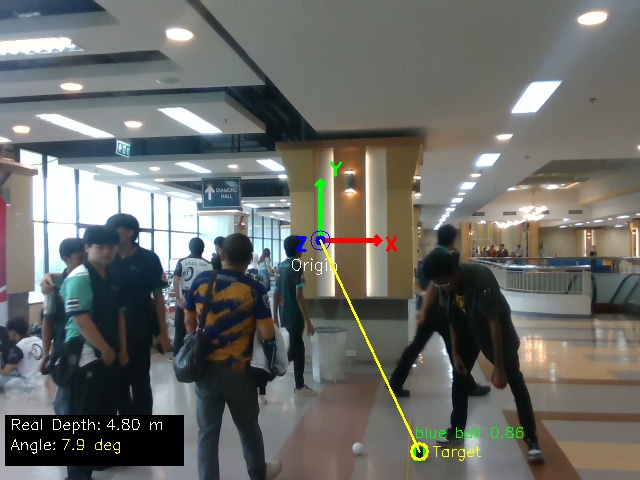 DIAMOND
HALL
Y
Z
X
Origin
Real Depth: 4.80 m
Angle: 7.9 deg
blue ball 0.86
Target